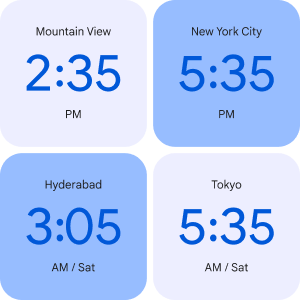 Mountain View
2:35
PM
New York City
5:35
PM
Hyderabad
3:05
AM / Sat
Tokyo
5:35
AM / Sat